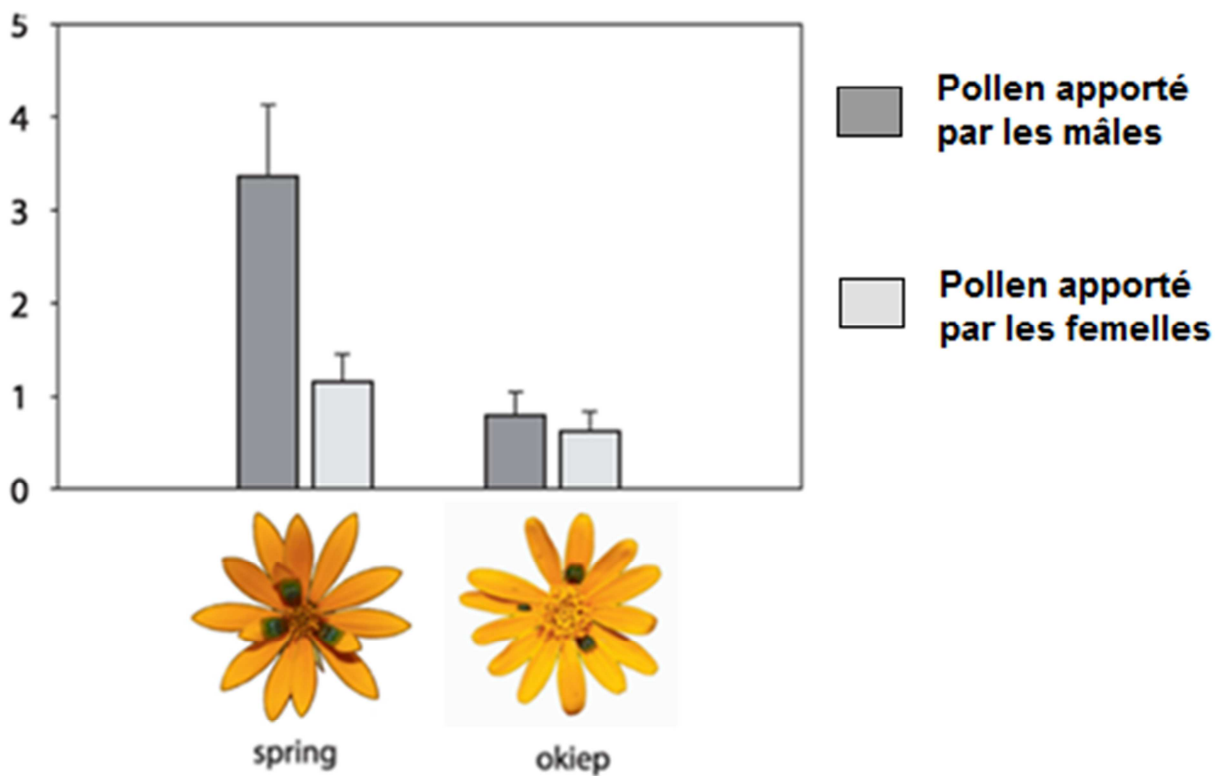 5
4
3
2
1
0
Pollen apporté
par les mâles
Pollen apporté
par les femelles
spring
okiep